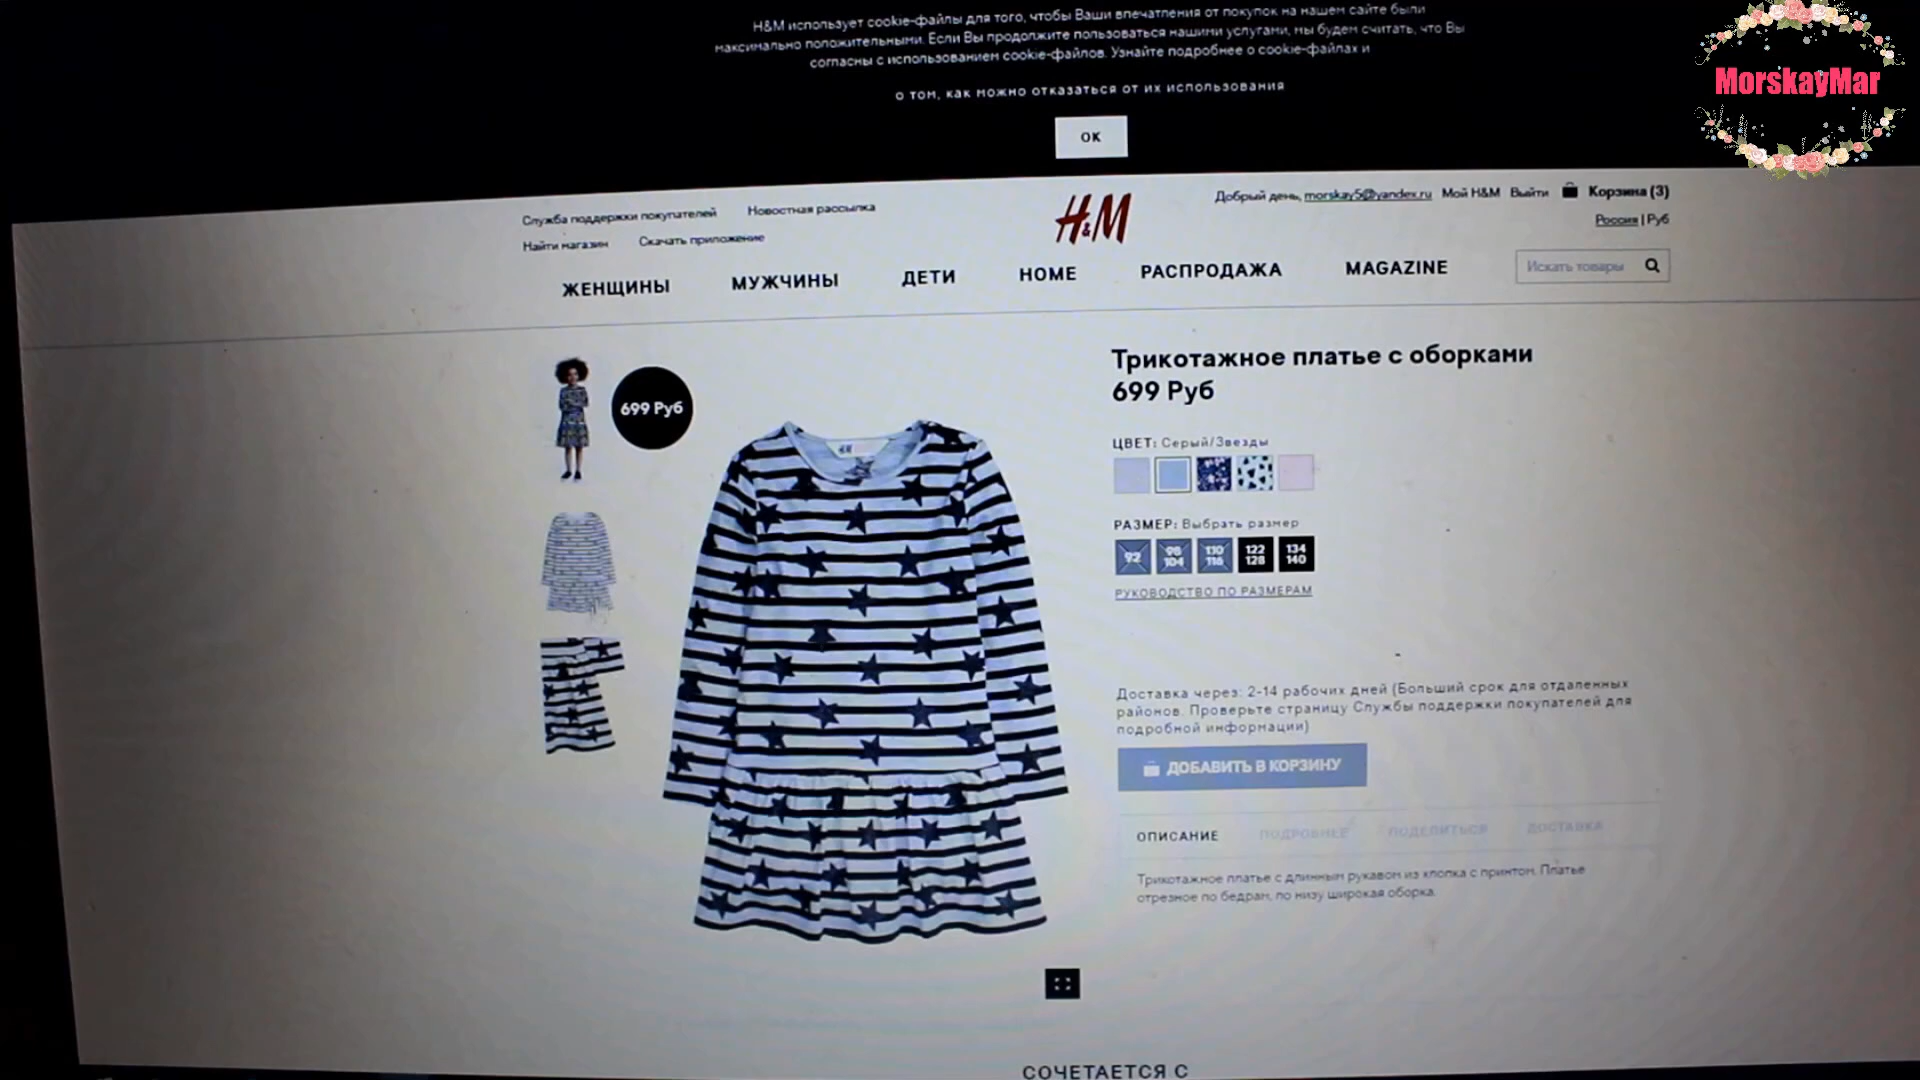 H&M использует cookie-файлы для того, чтобы Ваши впечатления от покупок на нашем сайте были
максимально положительными. Если Вы продолжите пользоваться нашими услугами, мы будем считать, что Вы
согласны с использованием cookie-файлов. Узнайте подробнее о cookie-файлах и
о том, как можно отказаться от их использования
OK
MorskayMar
Служба поддержки покупателей Новостная рассылка
Найти магазин Скачать приложение
H&M
Добрый день, morskay5@yandex.ru Мой H&M Выйти Корзина (3)
Россия | Руб
ЖЕНЩИНЫ МУЖЧИНЫ ДЕТИ HOME РАСПРОДАЖА MAGAZINE
Искать товары
699 Руб
H&M
Трикотажное платье с оборками
699 Руб
ЦВЕТ: Серый/Звезды
РАЗМЕР: Выбрать размер
92 98 104 110 116 122 128 134 140
РУКОВОДСТВО ПО РАЗМЕРАМ
Доставка через: 2-14 рабочих дней (Больший срок для отдаленных
районов. Проверьте страницу Службы поддержки покупателей для
подробной информации)
ДОБАВИТЬ В КОРЗИНУ
ОПИСАНИЕ ПОДРОБНЕЕ ПОДЕЛИТЬСЯ ДОСТАВКА
Трикотажное платье с длинным рукавом из хлопка с принтом. Платье
отрезное по бедрам, по низу широкая оборка.
СОЧЕТАЕТСЯ С